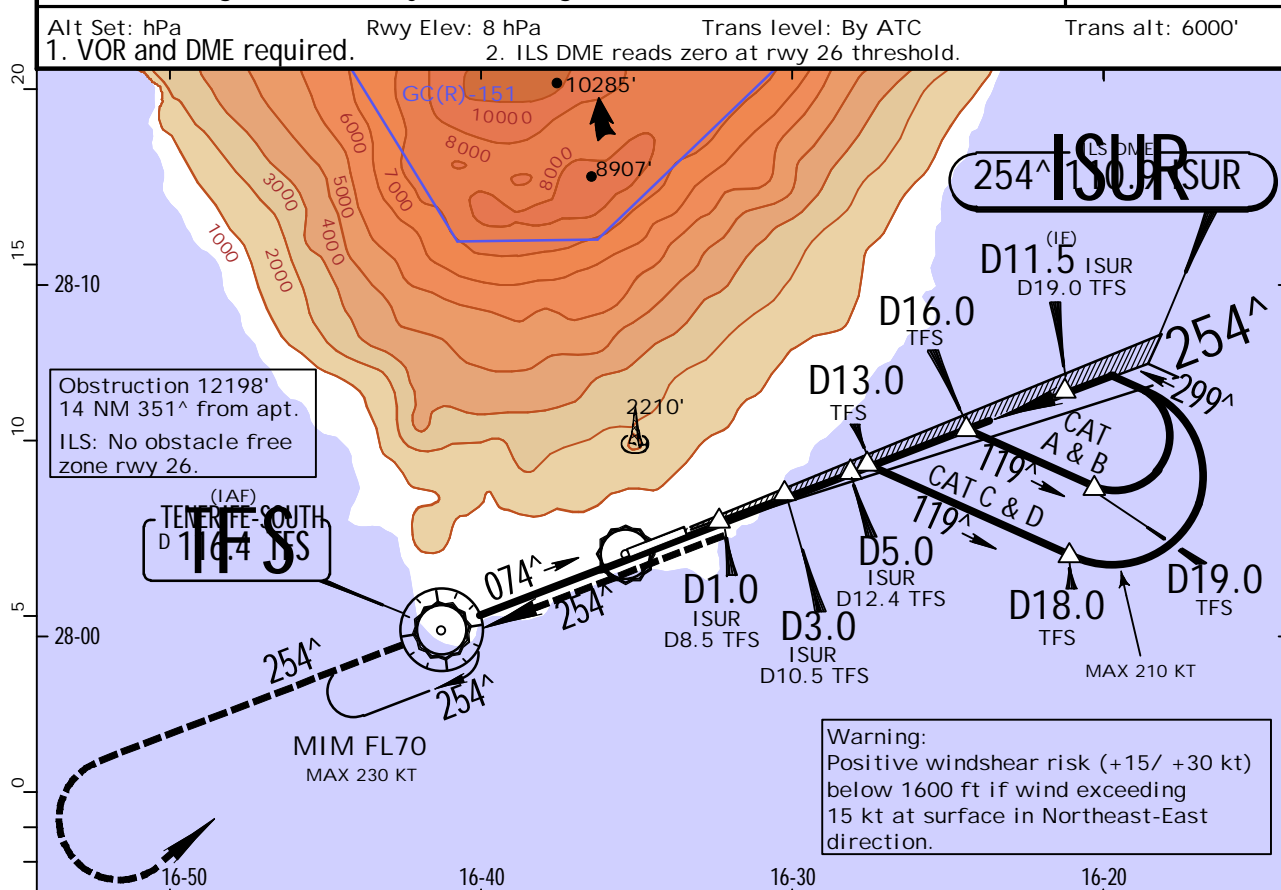 Alt Set: hPa Rwy Elev: 8 hPa Trans level: By ATC Trans alt: 6000'
1. VOR and DME required. 2. ILS DME reads zero at rwy 26 threshold.
20
15
10
5
0
28-10
28-00
GC(R)-151
10285'
10000
8000
8000
8907'
7000
6000
5000
4000
3000
2000
1000
ILS DME
ISUR
254^ 110.9 ISUR
(IF)
D11.5 ISUR
D19.0 TFS
D16.0
TFS
D13.0
TFS
254^
299^
Obstruction 12198'
14 NM 351^ from apt.
ILS: No obstacle free
zone rwy 26.
2210'
CAT
A & B
119^
CAT C & D
119^
(IAF)
TENERIFE-SOUTH
TFS
D 116.4 TFS
074^
254^
D1.0
ISUR
D8.5 TFS
D3.0
ISUR
D10.5 TFS
D5.0
ISUR
D12.4 TFS
D18.0
TFS
D19.0
TFS
MAX 210 KT
254^
254^
MIM FL70
MAX 230 KT
Warning:
Positive windshear risk (+15/ +30 kt)
below 1600 ft if wind exceeding
15 kt at surface in Northeast-East
direction.
16-50
16-40
16-30
16-20